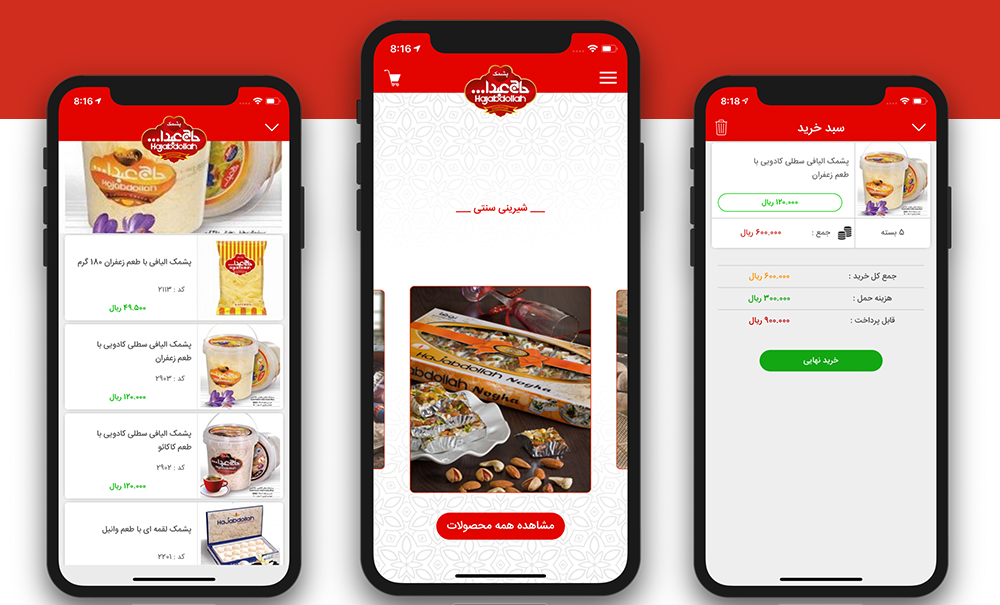 8:16
پشمک
حاج عبدا...
Hajabdollah
پشمک الیافی با طعم زعفران ۱۸۰ گرم
کد : ۲۱۱۳
۴۹.۵۰۰ ریال
پشمک الیافی سطلی کادویی با
طعم زعفران
کد : ۲۹۰۳
۱۲۰.۰۰۰ ریال
پشمک الیافی سطلی کادویی با
طعم کاکائو
کد : ۲۹۰۲
۱۲۰.۰۰۰ ریال
Hajabdollah
پشمک لقمه ای با طعم وانیل
کد : ۲۲۰۱
8:16
پشمک
حاج عبدا...
Hajabdollah
شیرینی سنتی
Hajabdollah Nogha
Nogha
مشاهده همه محصولات
8:18
سبد خرید
پشمک الیافی سطلی کادویی با
طعم زعفران
۱۲۰.۰۰۰ ریال
۵ بسته
جمع : ۶۰۰.۰۰۰ ریال
جمع کل خرید : ۶۰۰.۰۰۰ ریال
هزینه حمل : ۳۰۰.۰۰۰ ریال
قابل پرداخت : ۹۰۰.۰۰۰ ریال
خرید نهایی